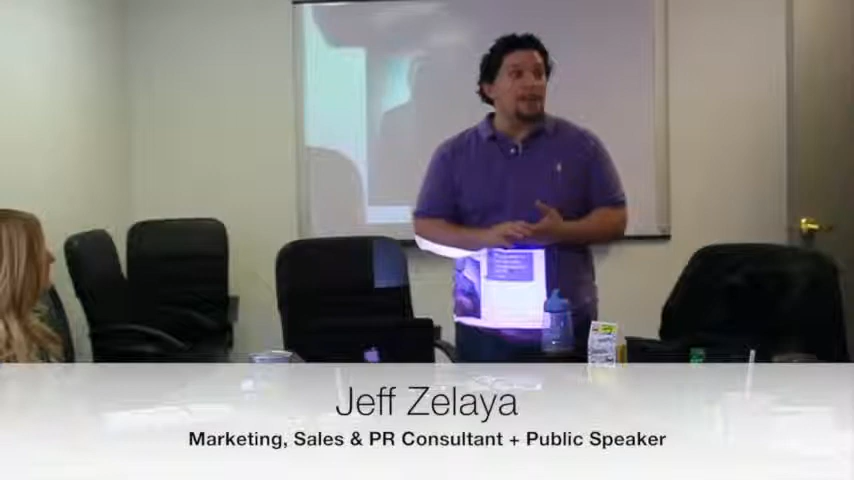 Jeff Zelaya
Marketing, Sales & PR Consultant + Public Speaker